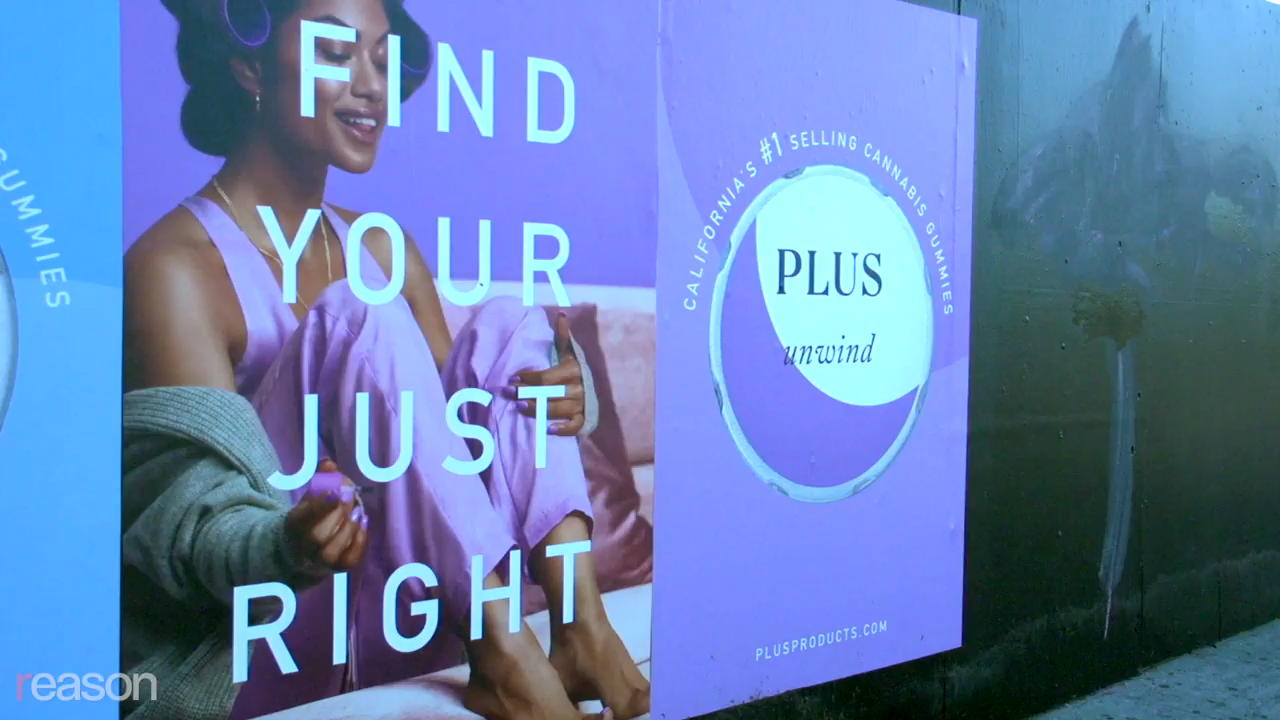 GUMMIES
FIND
YOUR
JUST
RIGHT
CALIFORNIA'S #1 SELLING CANNABIS GUMMIES
PLUS
unwind
PLUSPRODUCTS.COM
reason